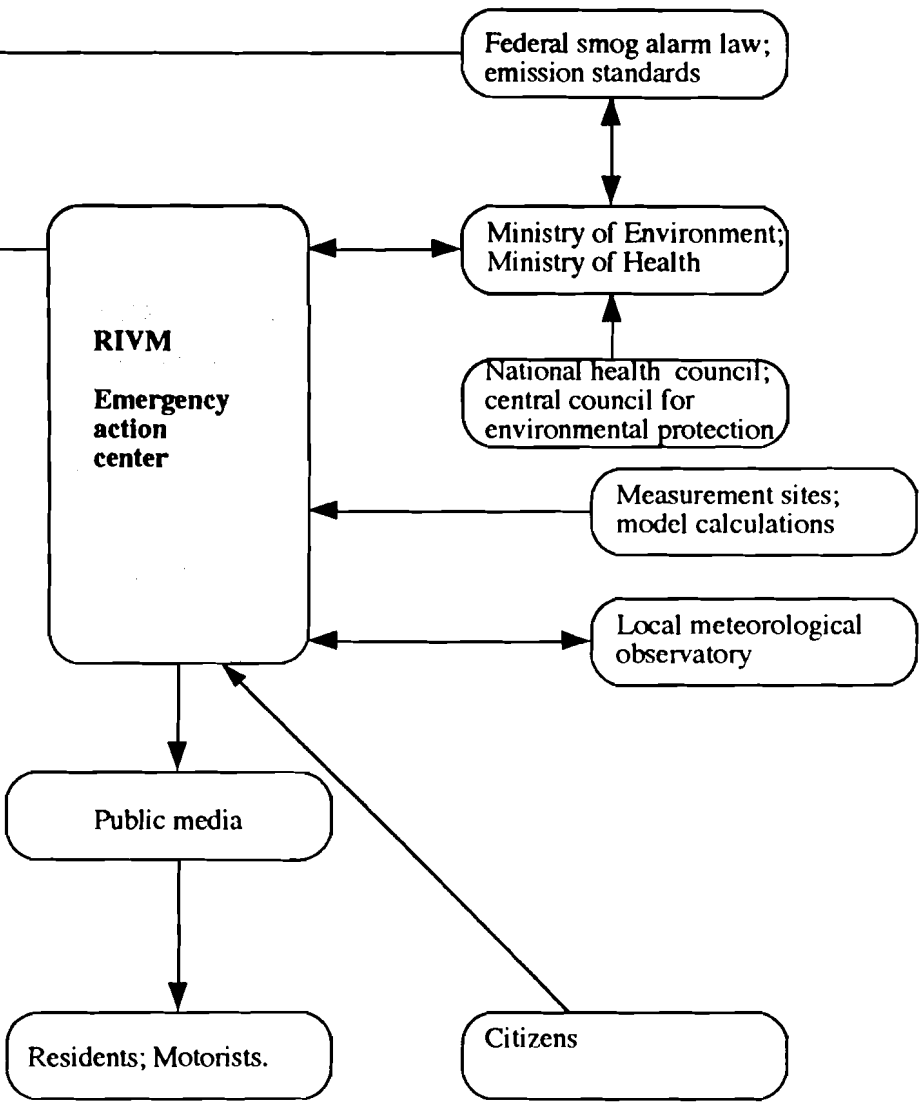 Federal smog alarm law;
emission standards
Ministry of Environment;
Ministry of Health
RIVM
Emergency
action
center
National health council;
central council for
environmental protection
Measurement sites;
model calculations
Local meteorological
observatory
Public media
Residents; Motorists.
Citizens